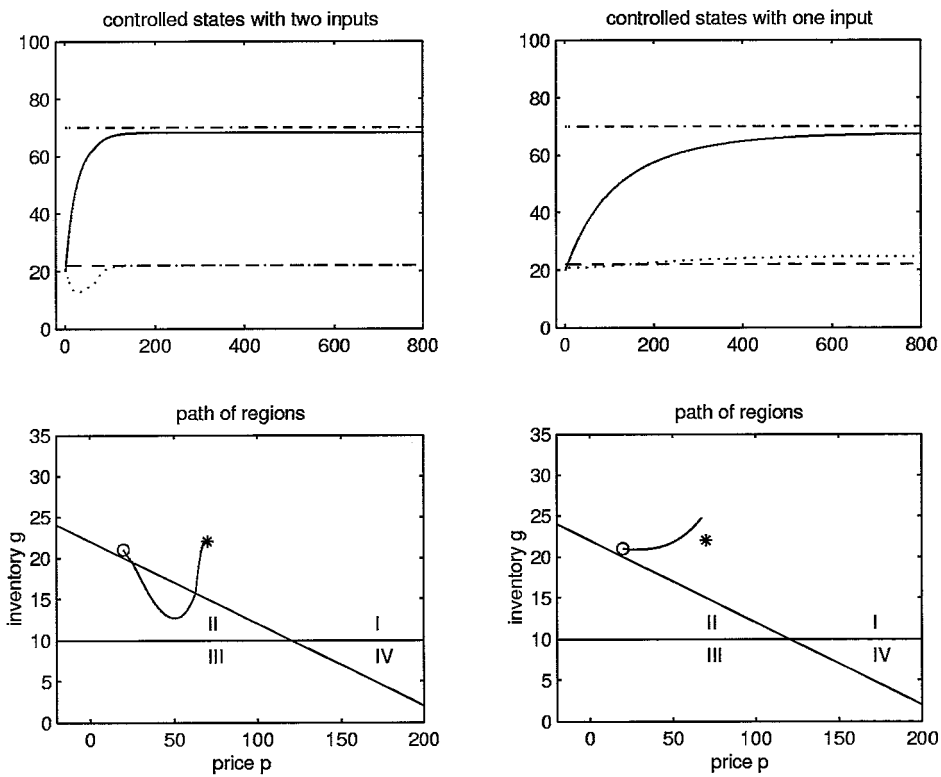 controlled states with two inputs
100
80
60
40
20
0
0 200 400 600 800
controlled states with one input
100
80
60
40
20
0
0 200 400 600 800
path of regions
35
30
25
20
15
10
5
0
inventory g
II I
III IV
0 50 100 150 200
price p
path of regions
35
30
25
20
15
10
5
0
inventory g
II I
III IV
0 50 100 150 200
price p